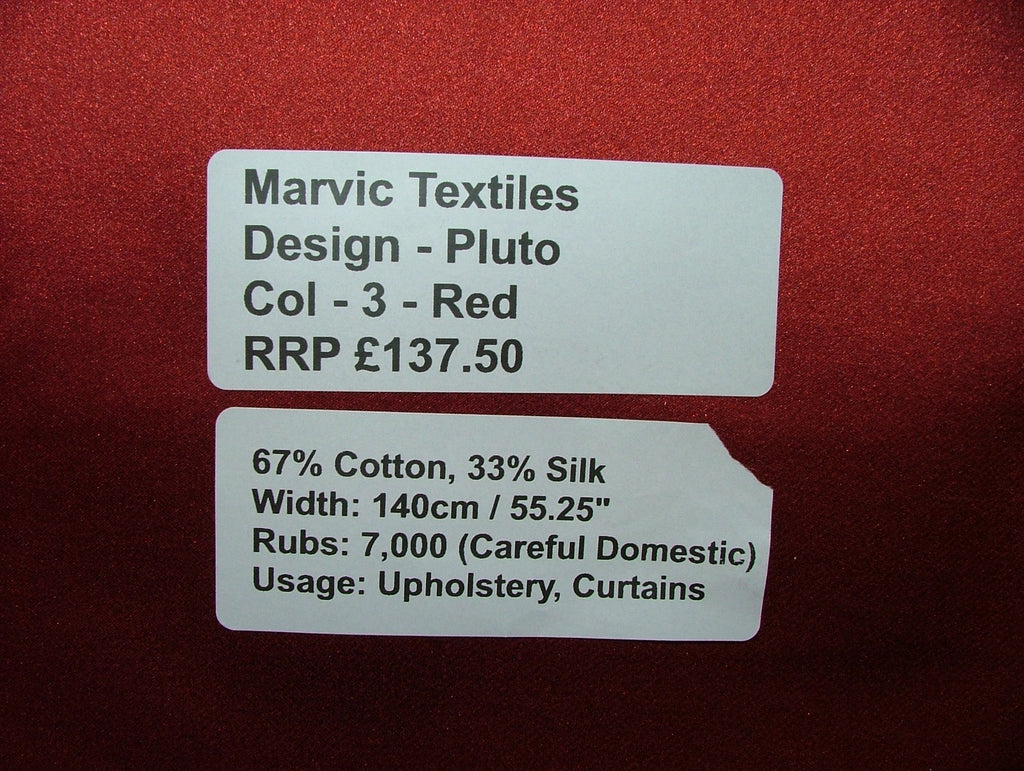 Marvic Textiles
Design - Pluto
Col - 3 - Red
RRP £137.50
67% Cotton, 33% Silk
Width: 140cm / 55.25"
Rubs: 7,000 (Careful Domestic)
Usage: Upholstery, Curtains